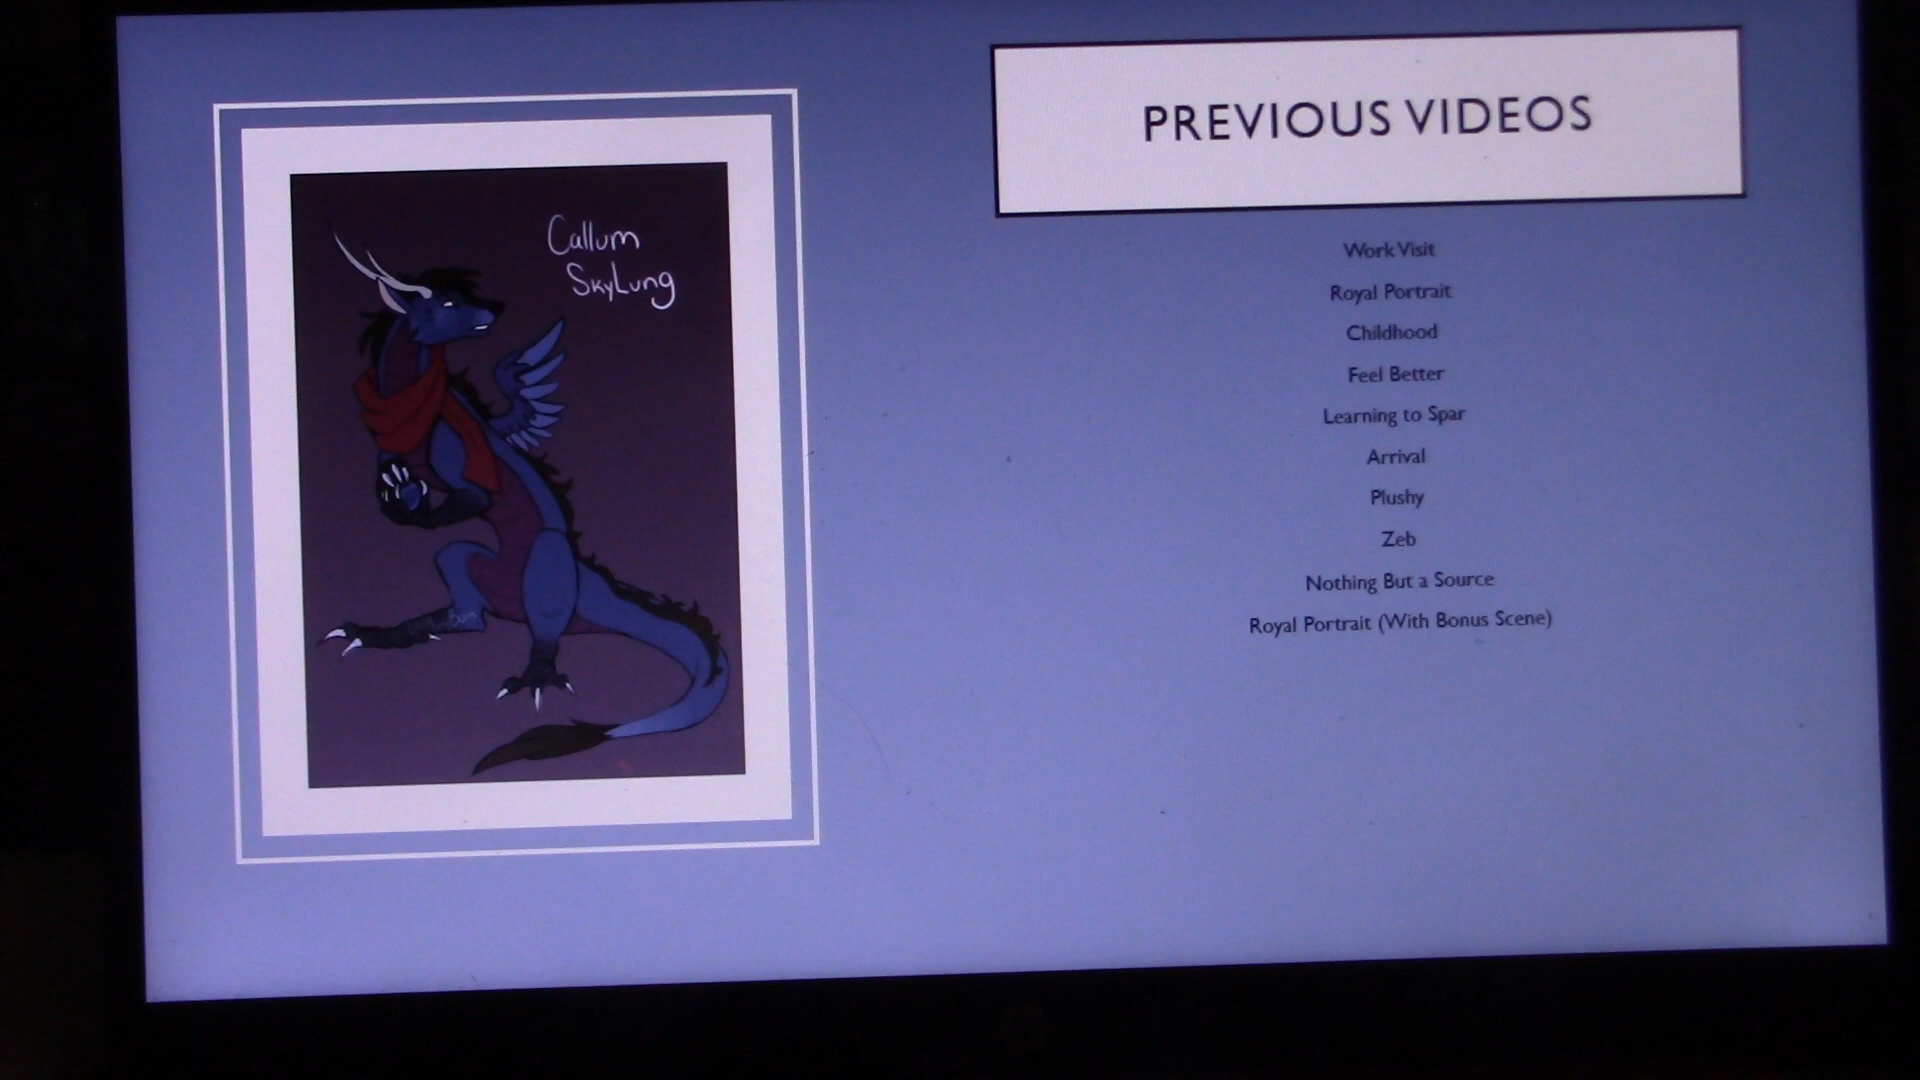 Callum
SkyLung
PREVIOUS VIDEOS
Work Visit
Royal Portrait
Childhood
Feel Better
Learning to Spar
Arrival
Plushy
Zeb
Nothing But a Source
Royal Portrait (With Bonus Scene)